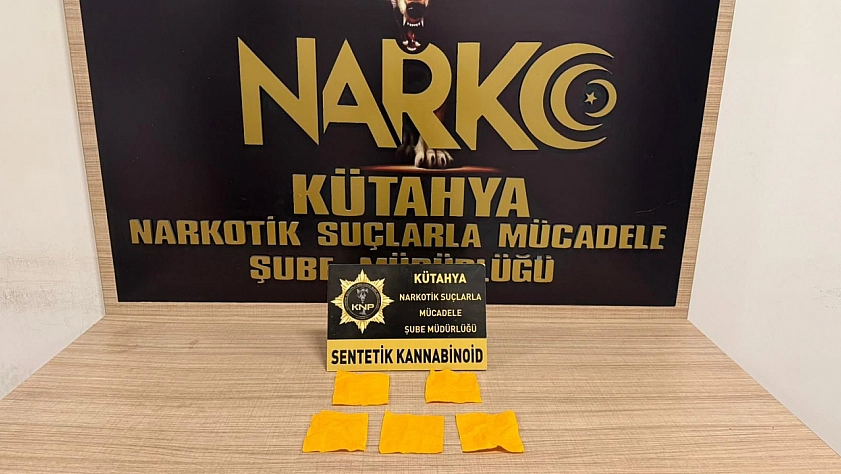 NARKO
KÜTAHYA
NARKOTİK SUÇLARLA MÜCADELE
ŞUBE MÜDÜRLÜĞÜ
KÜTAHYA
NARKOTİK SUÇLARLA
MÜCADELE
ŞUBE MÜDÜRLÜĞÜ
KNP
SENTETİK KANNABİNOİD